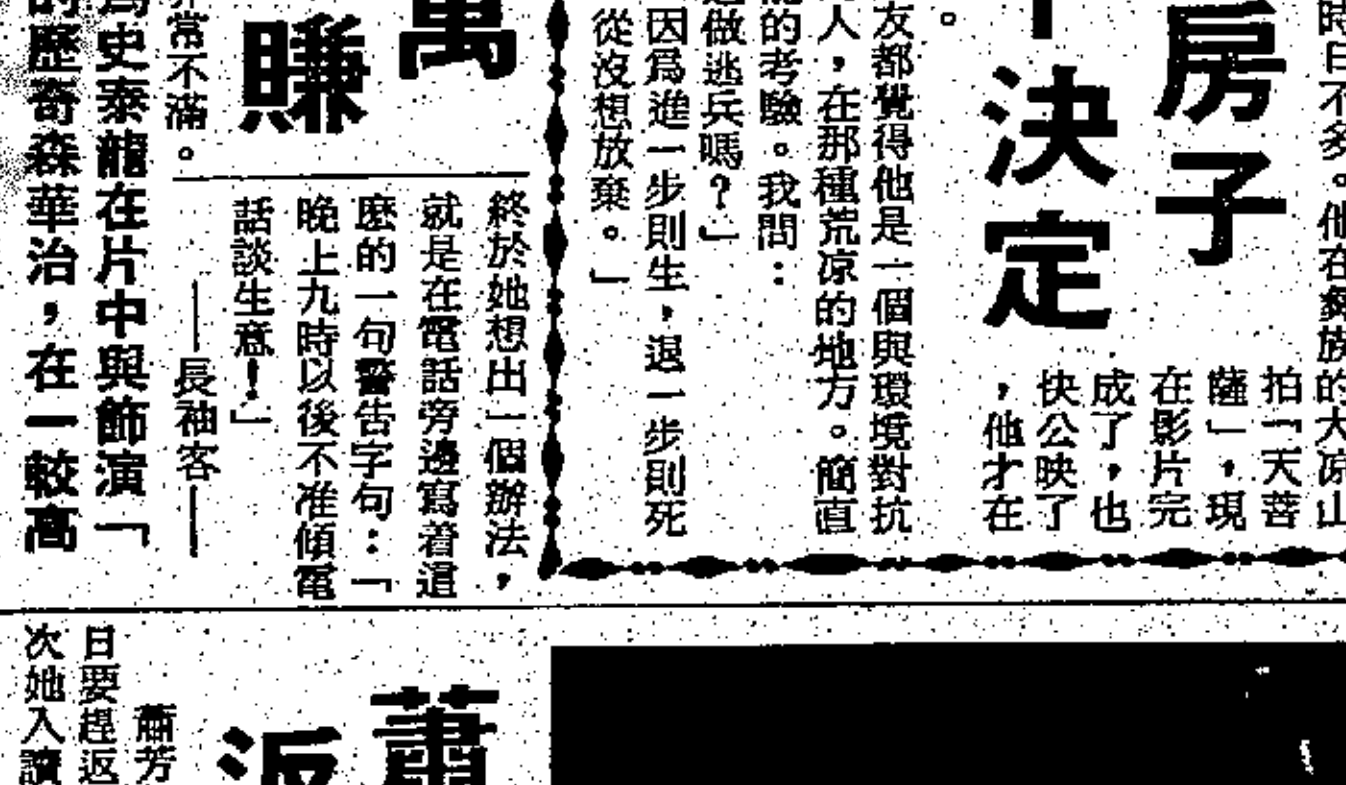 時日不多。他在彝族的大凉山
拍「天菩
薩」，現
在影片完
成了，也
快公映了
，他才在
房子
決定
。
友都覺得他是一個與環境對抗
人，在那種荒凉的地方。簡直
的考驗。我問：
做逃兵嗎？」
因爲進一步則生，退一步則死
從沒想放棄。」
萬
賺
終於她想出一個辦法，
就是在電話旁邊寫着這
麽的一句警告字句：「
晚上九時以後不准傾電
話談生意！」
——長袖客——
常不滿。
史泰龍在片中與飾演「
的歷奇森華治，在一較高
蕭
返
蕭芳
日要趕返
次她入讀